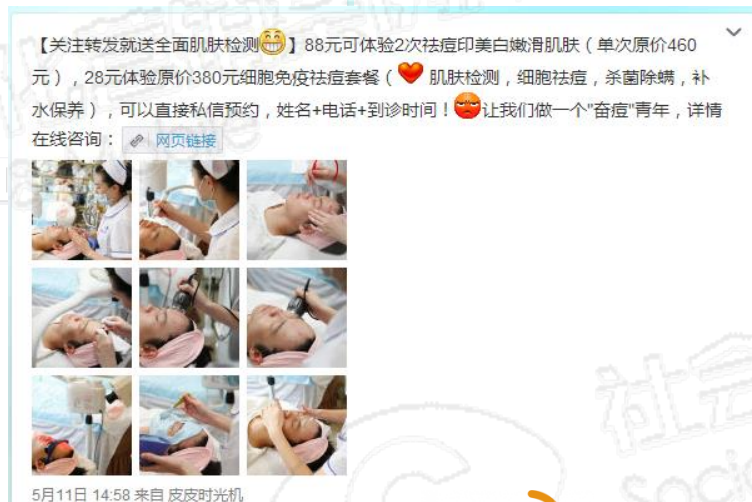 【关注转发就送全面肌肤检测】88元可体验2次祛痘印美白嫩滑肌肤（单次原价460
元），28元体验原价380元细胞免疫祛痘套餐（ 肌肤检测，细胞祛痘，杀菌除螨，补
水保养），可以直接私信预约，姓名+电话+到诊时间！让我们做一个"奋痘"青年，详情
在线咨询： 网页链接
5月11日 14:58 来自 皮皮时光机
社会